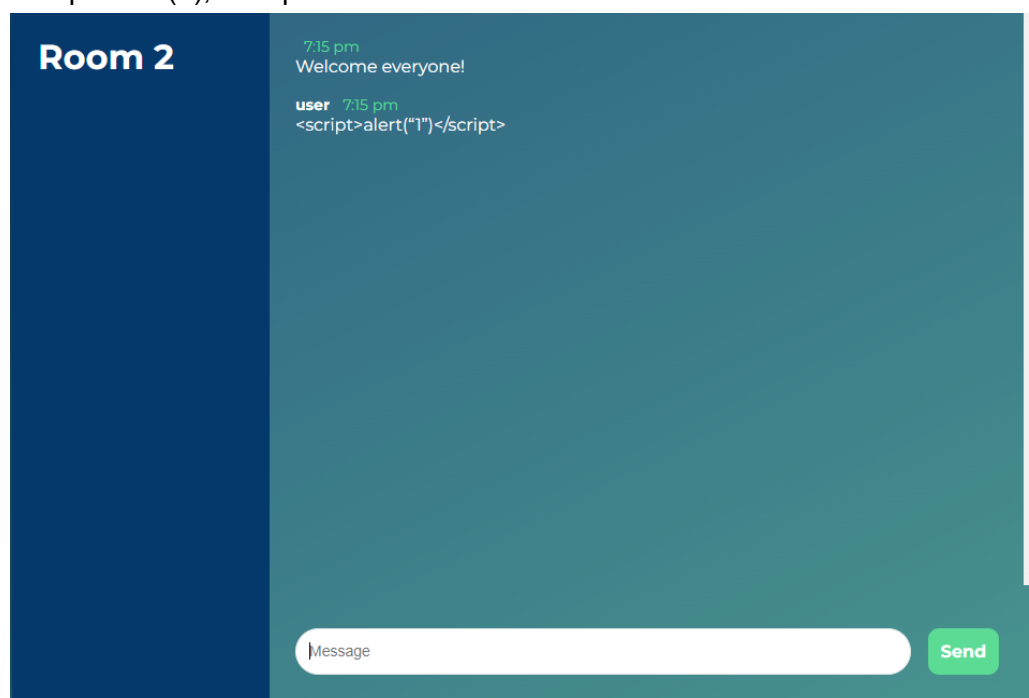 Room 2
7:15 pm
Welcome everyone!
user 7:15 pm
<script>alert(“1”)</script>
Message
Send